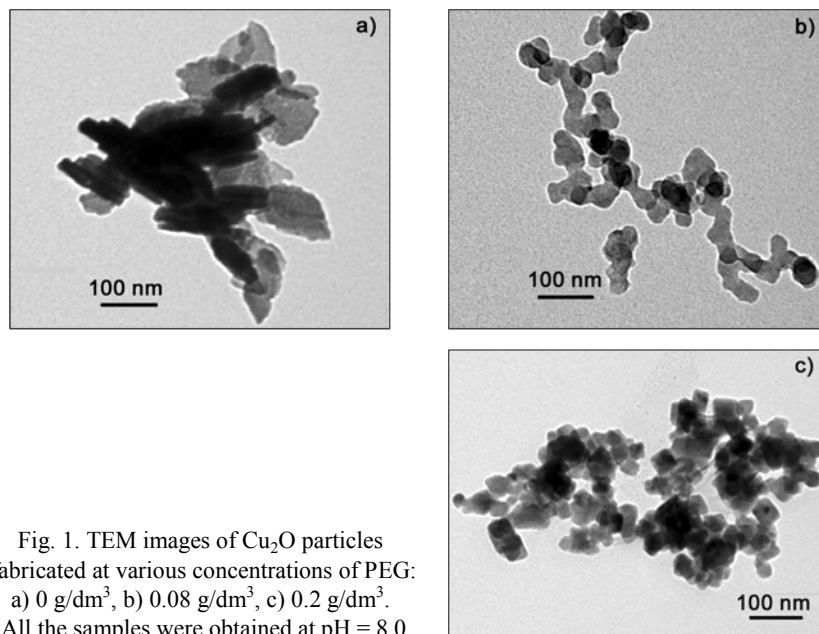 a)
100 nm
b)
100 nm
c)
100 nm
Fig. 1. TEM images of Cu₂O particles
fabricated at various concentrations of PEG:
a) 0 g/dm³, b) 0.08 g/dm³, c) 0.2 g/dm³.
All the samples were obtained at pH = 8.0